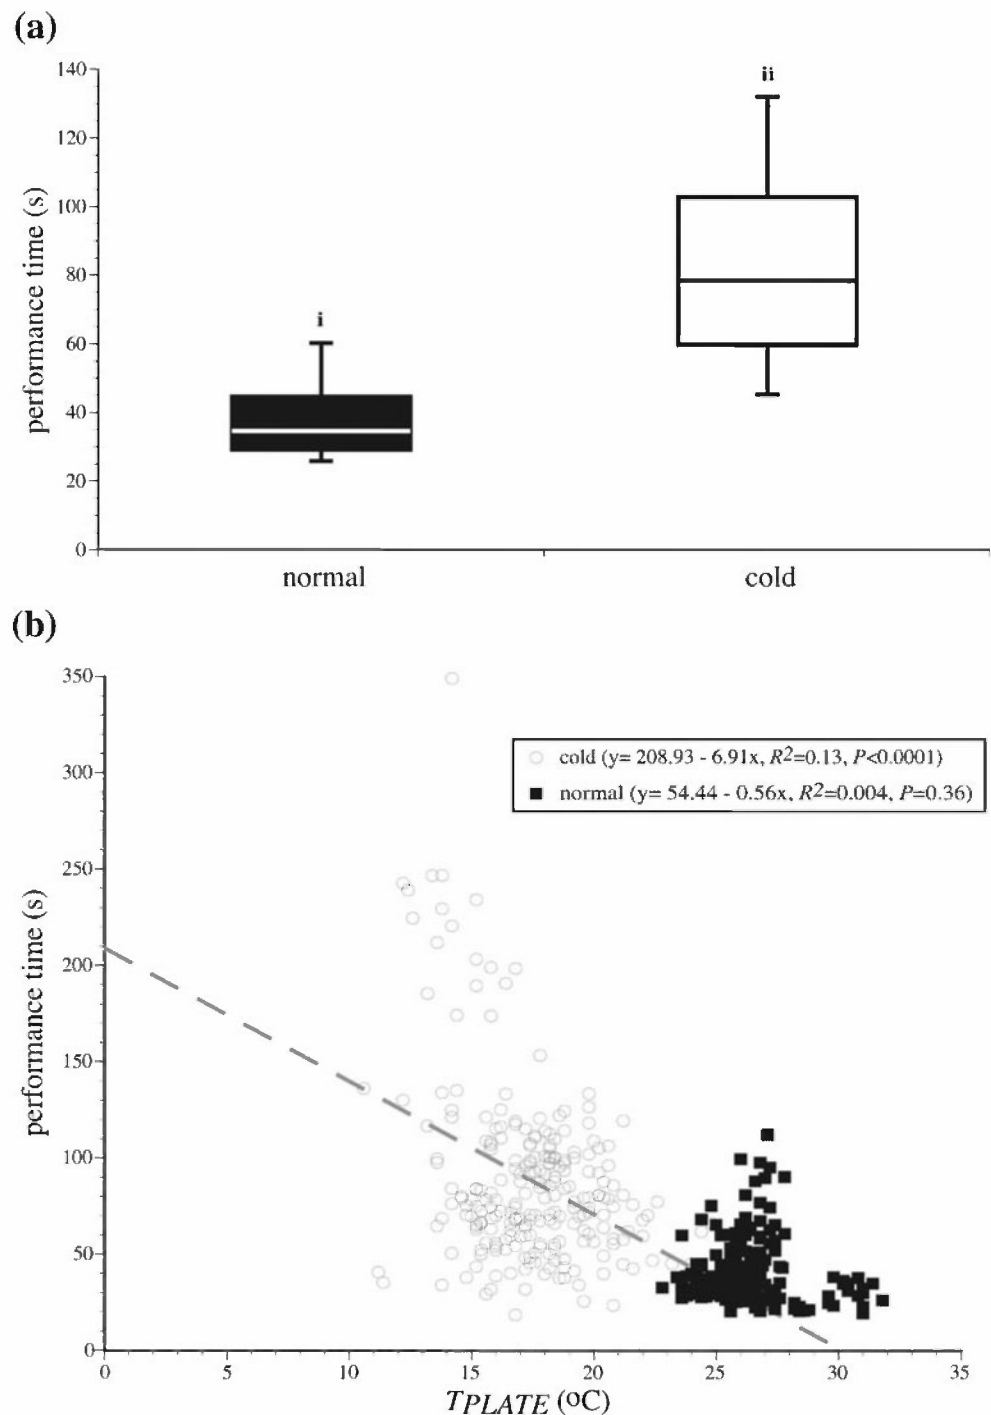 (a)
140
120
100
80
60
40
20
0
performance time (s)
i
ii
normal
cold
(b)
350
300
250
200
150
100
50
0
performance time (s)
cold (y= 208.93 - 6.91x, R²=0.13, P<0.0001)
normal (y= 54.44 - 0.56x, R²=0.004, P=0.36)
0 5 10 15 20 25 30 35
TPLATE (oC)